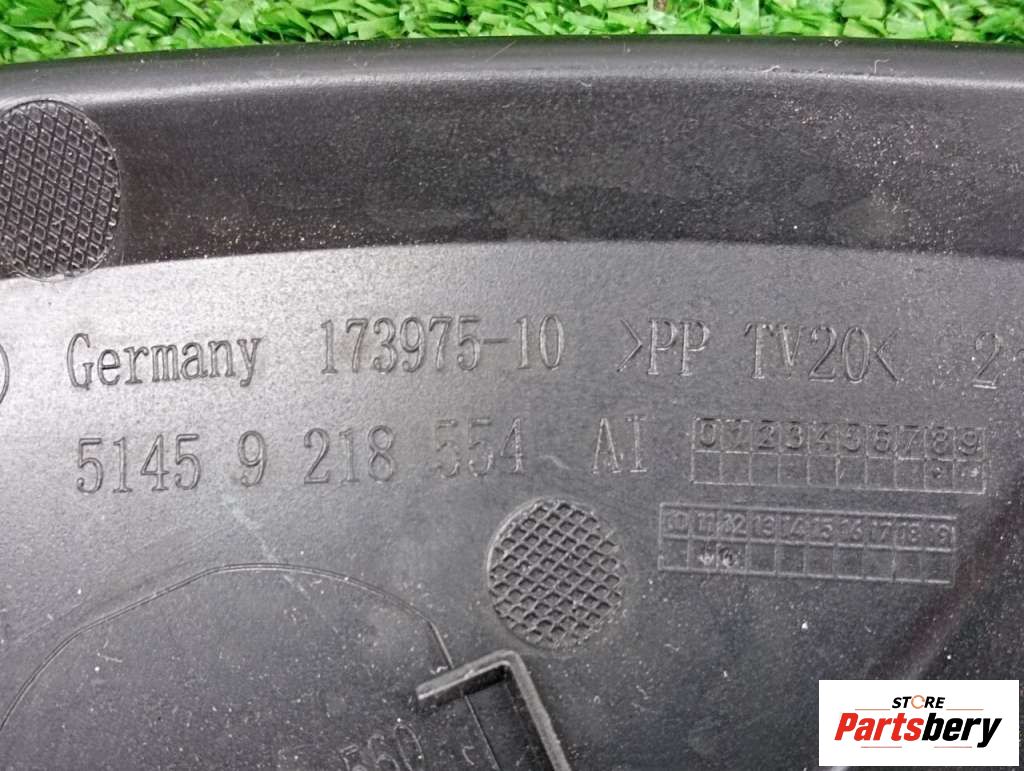 Germany 173975-10 >PP TV20< 2
5145 9 218 554 AI
0 1 2 3 4 5 6 7 8 9
10 11 12 13 14 15 16 17 18 19
STORE
Partsbery